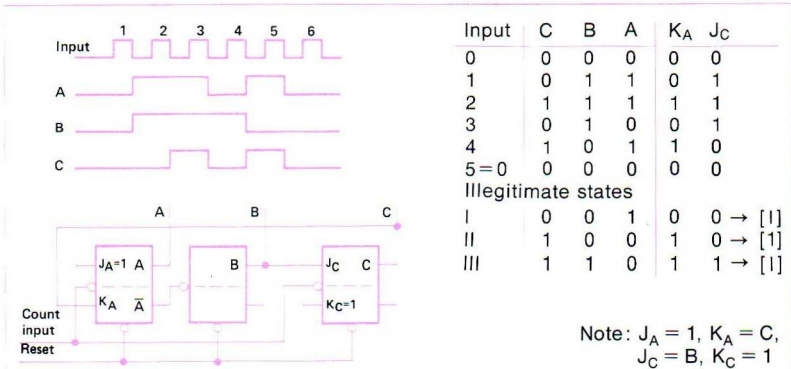 1 2 3 4 5 6
Input
A
B
C
A B C
J_A=1 A B J_C C
K_A Ā K_C=1
Count
input
Reset
Input C B A K_A J_C
0 0 0 0 0 0
1 0 1 1 0 1
2 1 1 1 1 1
3 0 1 0 0 1
4 1 0 1 1 0
5=0 0 0 0 0 0
Illegitimate states
I 0 0 1 0 0 → [I]
II 1 0 0 1 0 → [1]
III 1 1 0 1 1 → [I]
Note: J_A = 1, K_A = C,
J_C = B, K_C = 1